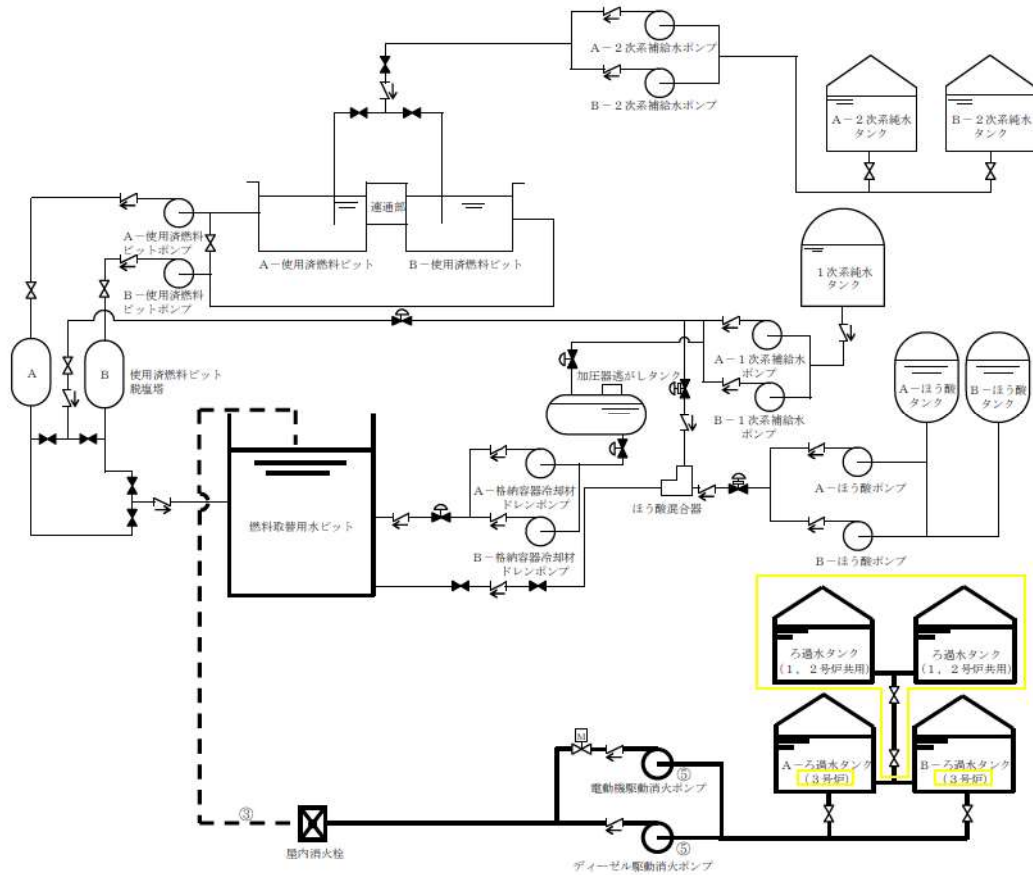 A-2次系補給水ポンプ
B-2次系補給水ポンプ
A-2次系純水
タンク
B-2次系純水
タンク
連通部
A-使用済燃料ピット
B-使用済燃料ピット
A-使用済燃料
ピットポンプ
B-使用済燃料
ピットポンプ
1次系純水
タンク
A
B
使用済燃料ピット
脱塩塔
加圧器逃がしタンク
A-1次系補給水
ポンプ
B-1次系補給水
ポンプ
A-ほう酸
タンク
B-ほう酸
タンク
A-格納容器冷却材
ドレンポンプ
B-格納容器冷却材
ドレンポンプ
ほう酸混合器
A-ほう酸ポンプ
B-ほう酸ポンプ
燃料取替用水ピット
ろ過水タンク
(1,2号炉共用)
ろ過水タンク
(1,2号炉共用)
A-ろ過水タンク
(3号炉)
B-ろ過水タンク
(3号炉)
M
⑤
電動機駆動消火ポンプ
③
屋内消火栓
⑤
ディーゼル駆動消火ポンプ